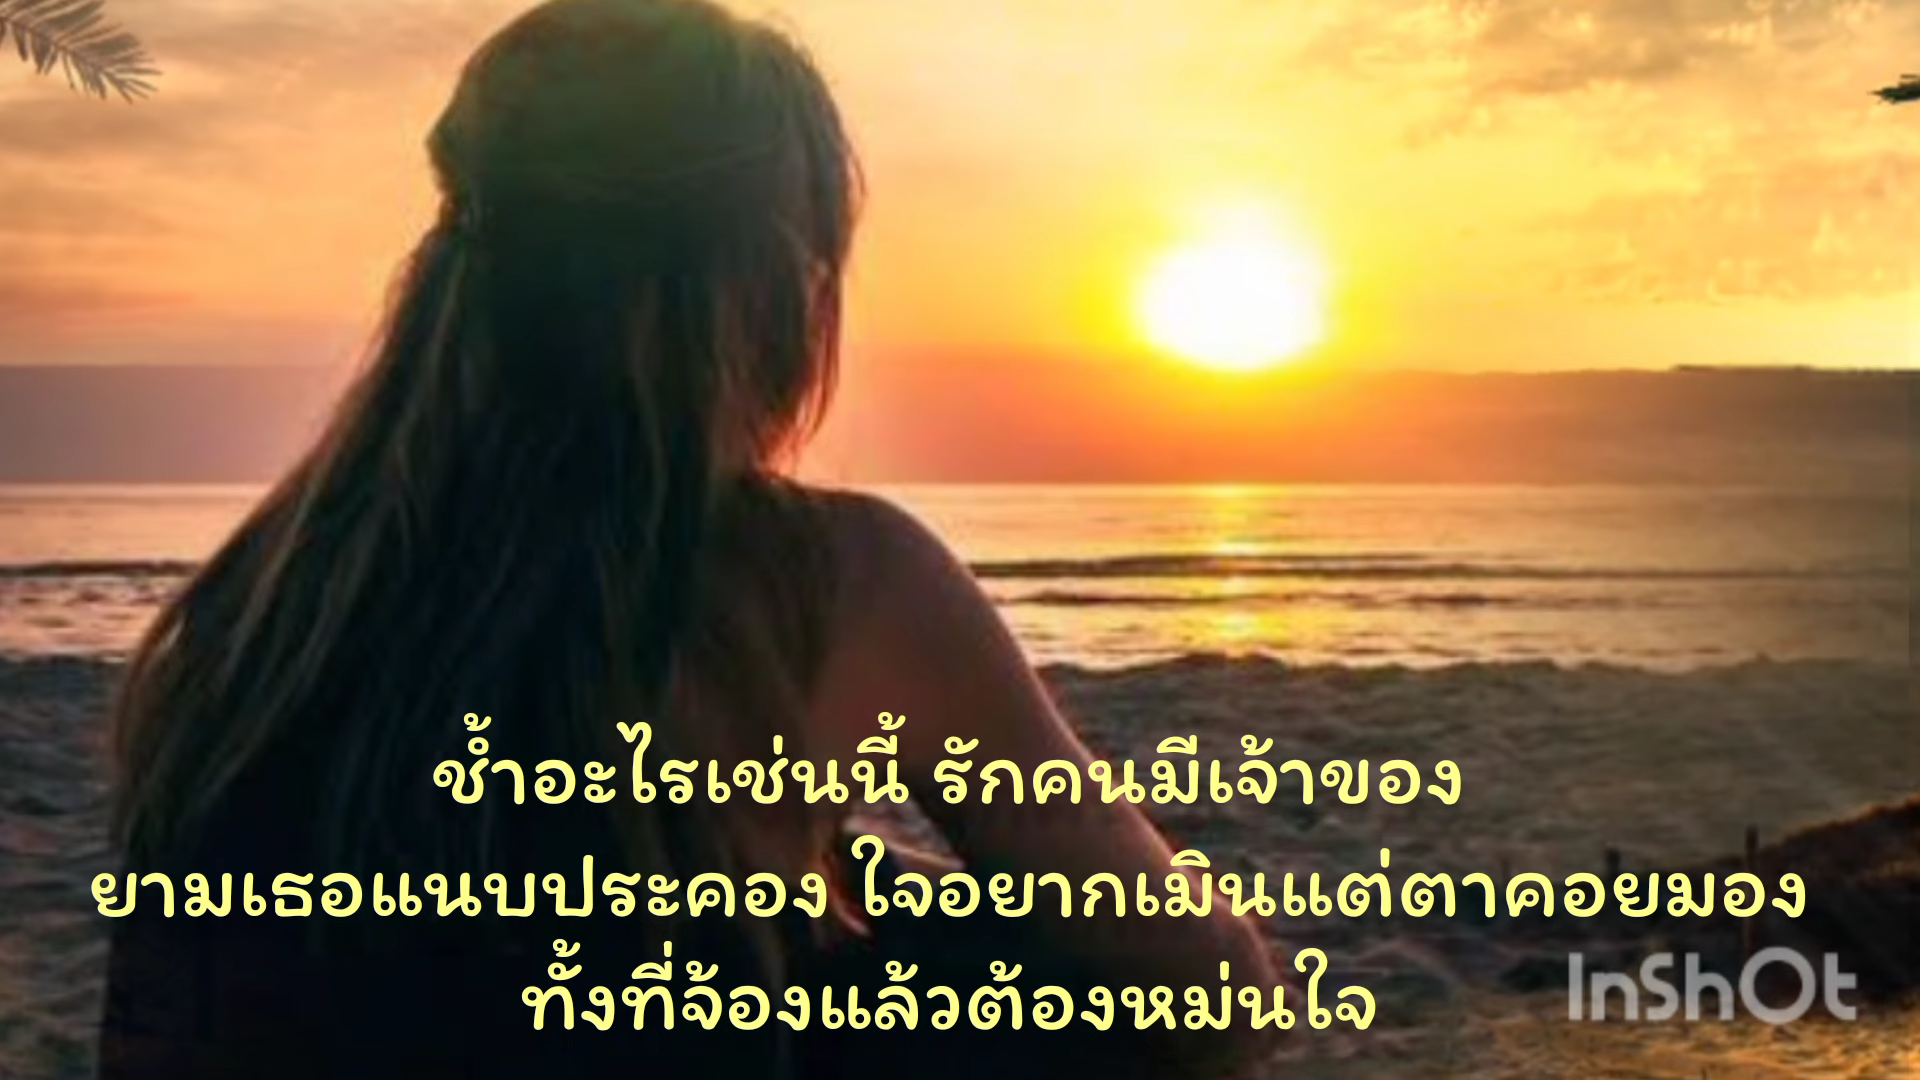 ช้ำอะไรเช่นนี้ รักคนมีเจ้าของ
ยามเธอแนบประคอง ใจอยากเมินแต่ตาคอยมอง
ทั้งที่จ้องแล้วต้องหม่นใจ
InShOt